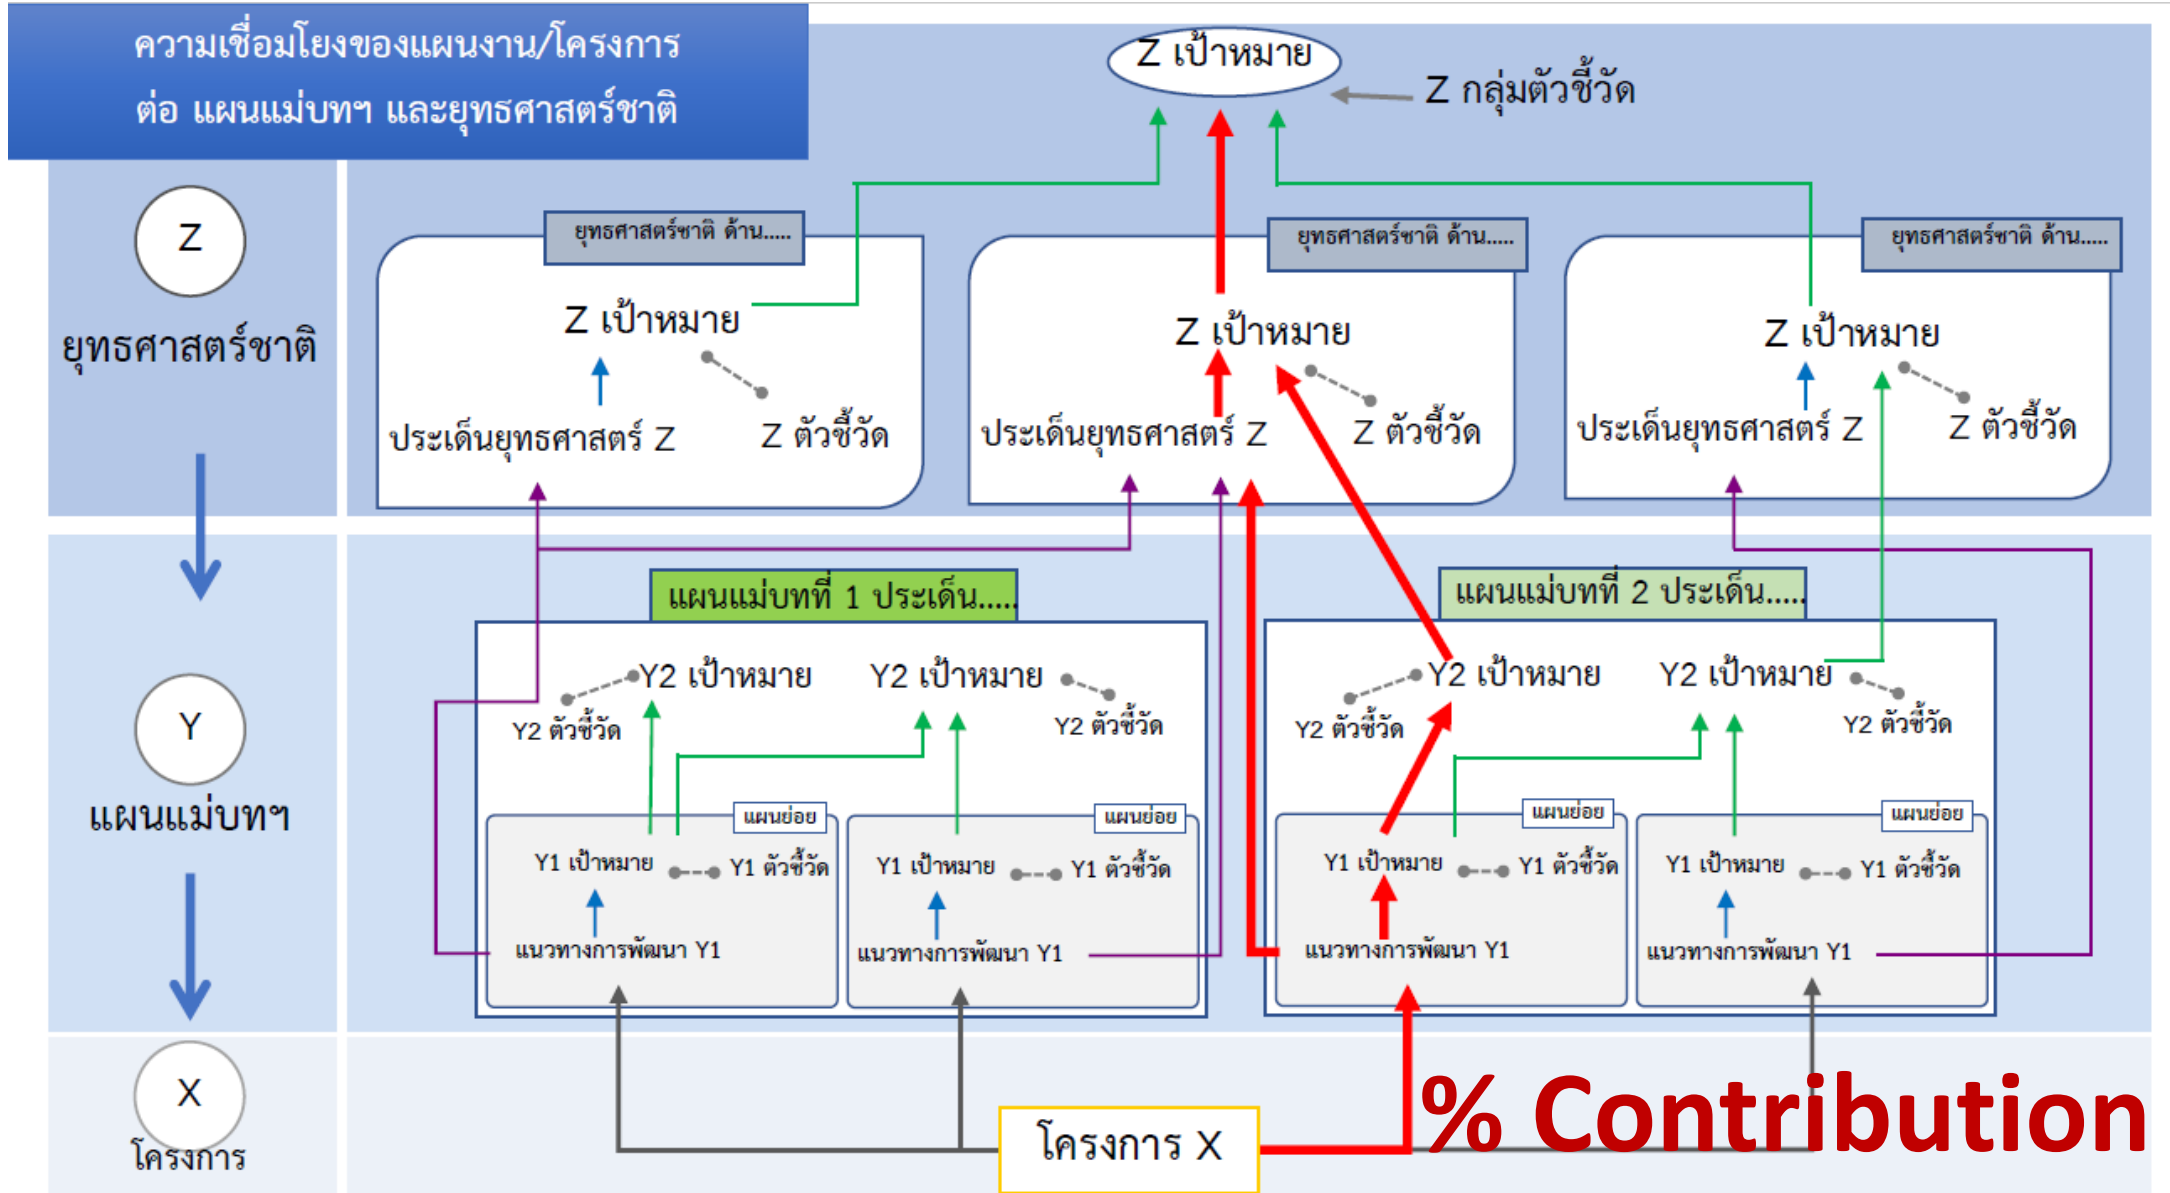 ความเชื่อมโยงของแผนงาน/โครงการ
ต่อ แผนแม่บทฯ และยุทธศาสตร์ชาติ
Z เป้าหมาย
Z กลุ่มตัวชี้วัด
Z
ยุทธศาสตร์ชาติ
ยุทธศาสตร์ชาติ ด้าน.....
Z เป้าหมาย
ประเด็นยุทธศาสตร์ Z
Z ตัวชี้วัด
ยุทธศาสตร์ชาติ ด้าน.....
Z เป้าหมาย
ประเด็นยุทธศาสตร์ Z
Z ตัวชี้วัด
ยุทธศาสตร์ชาติ ด้าน.....
Z เป้าหมาย
ประเด็นยุทธศาสตร์ Z
Z ตัวชี้วัด
Y
แผนแม่บทฯ
แผนแม่บทที่ 1 ประเด็น.....
Y2 เป้าหมาย
Y2 เป้าหมาย
Y2 ตัวชี้วัด
Y2 ตัวชี้วัด
แผนย่อย
Y1 เป้าหมาย
Y1 ตัวชี้วัด
แนวทางการพัฒนา Y1
แผนย่อย
Y1 เป้าหมาย
Y1 ตัวชี้วัด
แนวทางการพัฒนา Y1
แผนแม่บทที่ 2 ประเด็น.....
Y2 เป้าหมาย
Y2 เป้าหมาย
Y2 ตัวชี้วัด
Y2 ตัวชี้วัด
แผนย่อย
Y1 เป้าหมาย
Y1 ตัวชี้วัด
แนวทางการพัฒนา Y1
แผนย่อย
Y1 เป้าหมาย
Y1 ตัวชี้วัด
แนวทางการพัฒนา Y1
X
โครงการ
โครงการ X
% Contribution